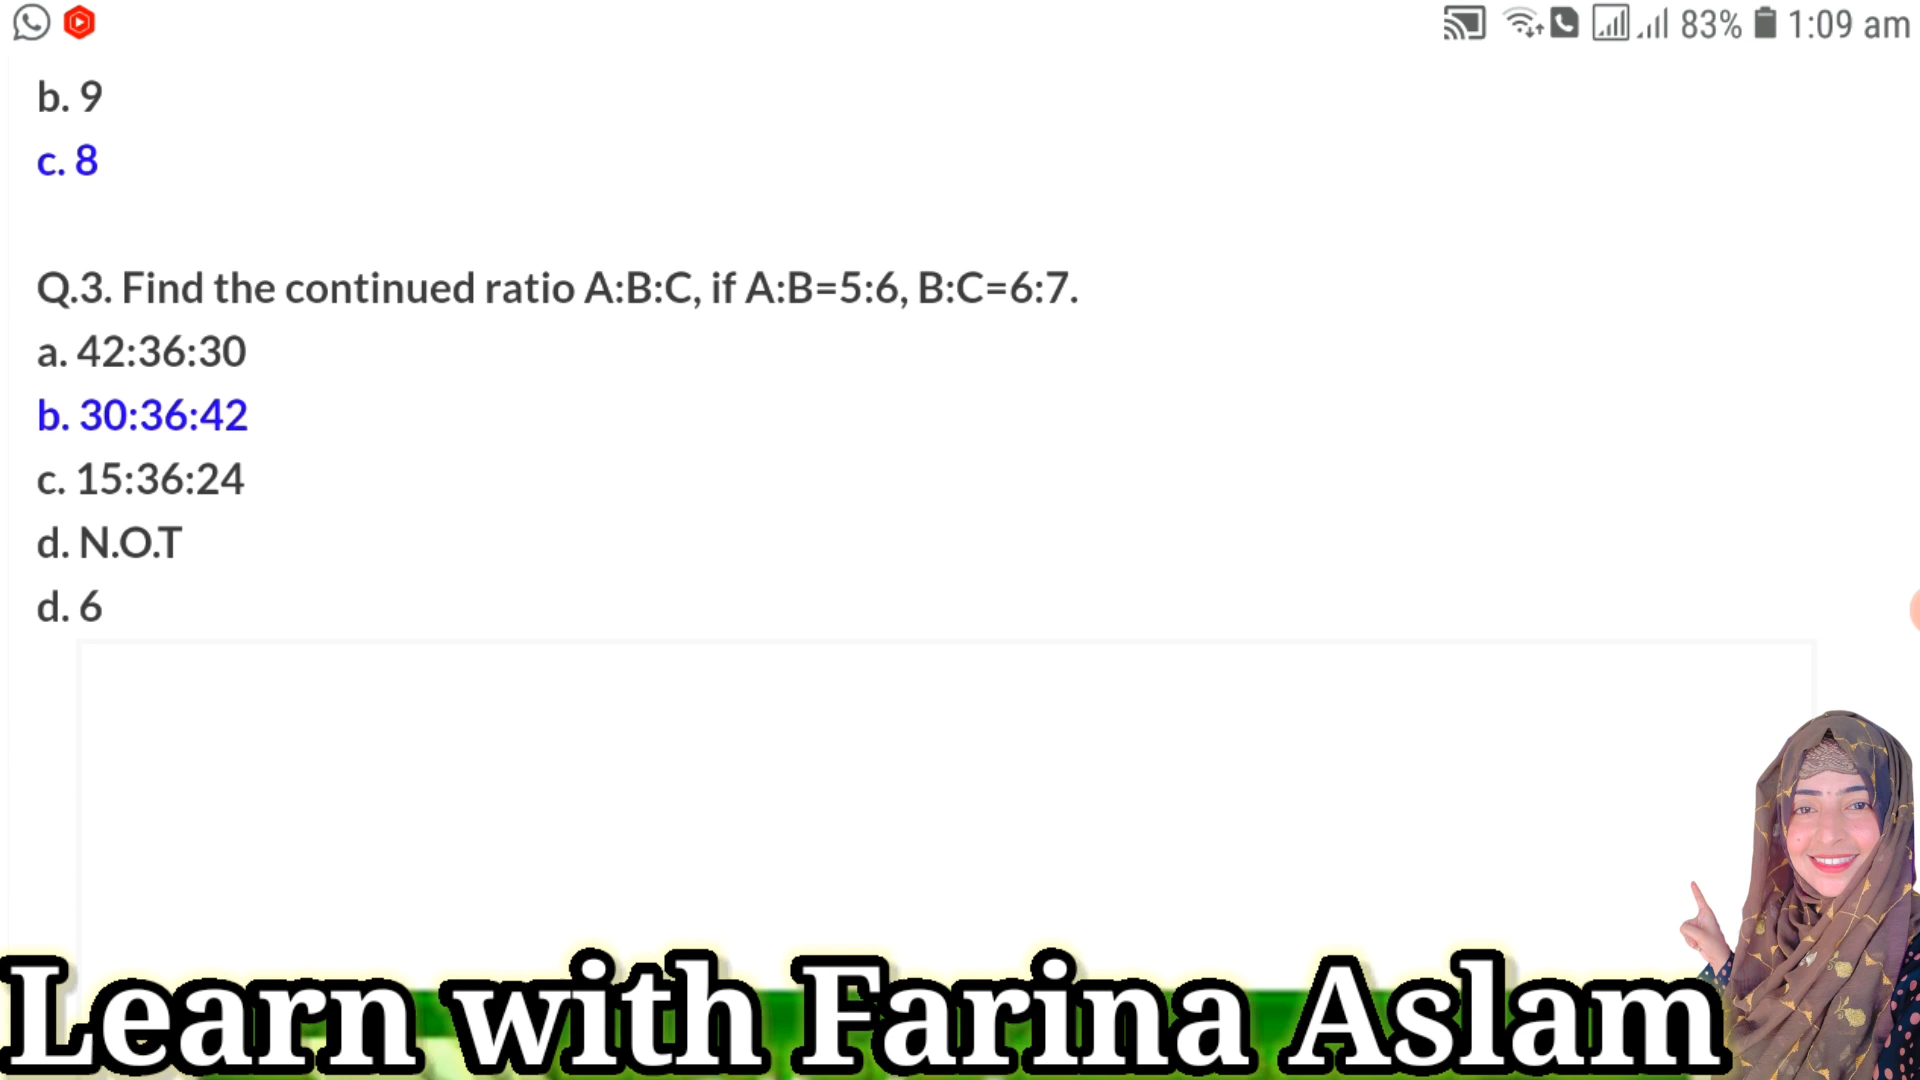 83% 1:09 am
b. 9
c. 8
Q.3. Find the continued ratio A:B:C, if A:B=5:6, B:C=6:7.
a. 42:36:30
b. 30:36:42
c. 15:36:24
d. N.O.T
d. 6
Learn with Farina Aslam